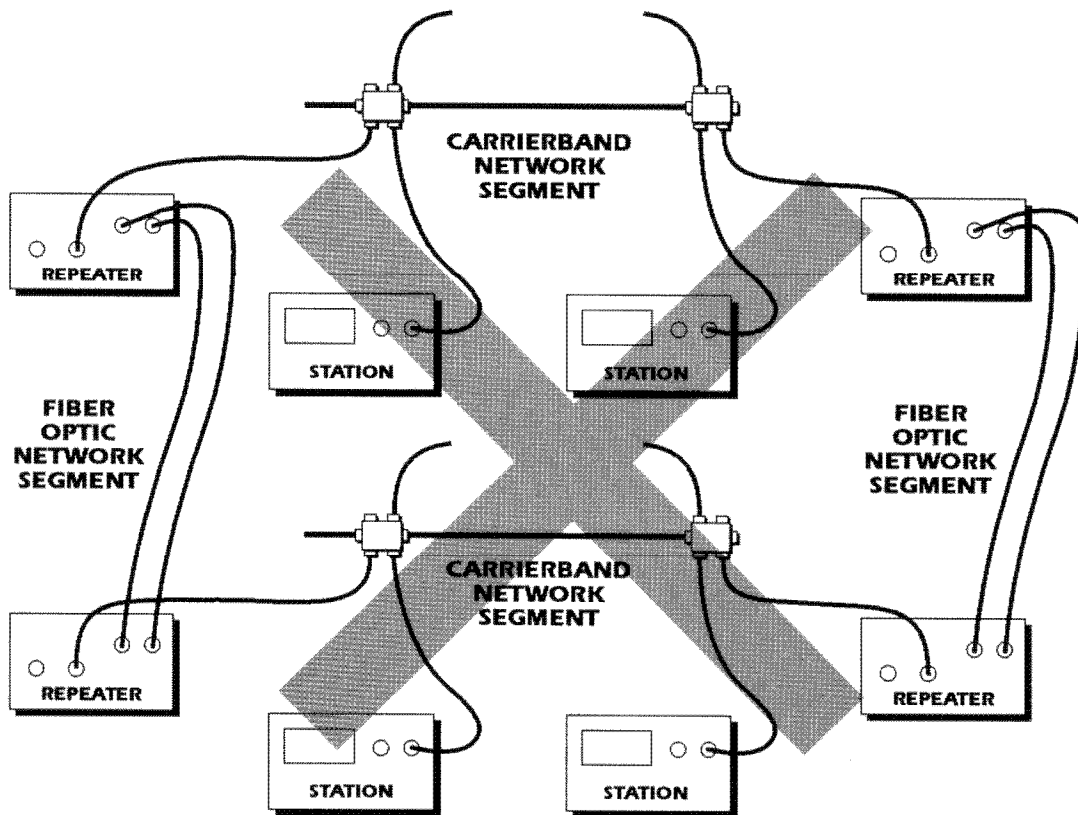 CARRIERBAND
NETWORK
SEGMENT
REPEATER
REPEATER
STATION
STATION
FIBER
OPTIC
NETWORK
SEGMENT
FIBER
OPTIC
NETWORK
SEGMENT
CARRIERBAND
NETWORK
SEGMENT
REPEATER
REPEATER
STATION
STATION